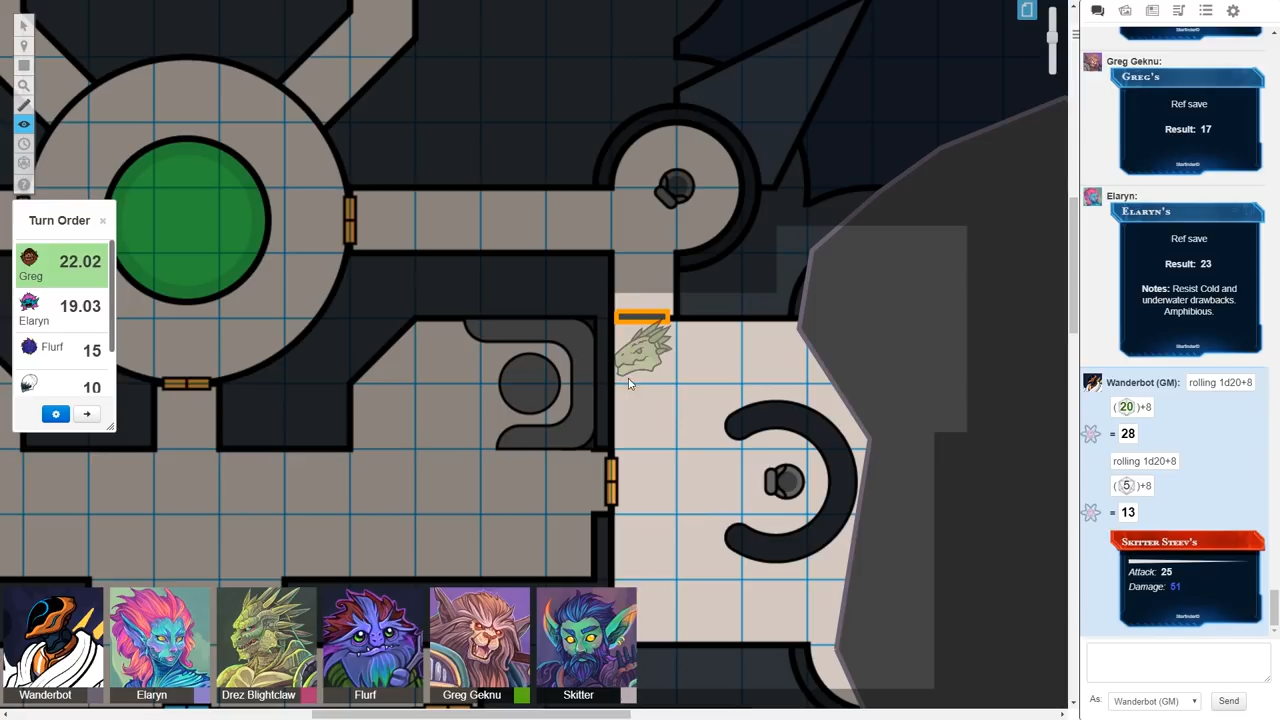 Turn Order ×
Greg 22.02
Elaryn 19.03
Flurf 15
10
Wanderbot
Elaryn
Drez Blightclaw
Flurf
Greg Geknu
Skitter
Greg Geknu:
GREG'S
Ref save
Result: 17
Starfinder
Elaryn:
ELARYN'S
Ref save
Result: 23
Notes: Resist Cold and
underwater drawbacks.
Amphibious.
Starfinder
Wanderbot (GM): rolling 1d20+8
(20)+8
= 28
rolling 1d20+8
(5)+8
= 13
SKITTER STEEV'S
Attack: 25
Damage: 51
Starfinder
As: Wanderbot (GM) Send